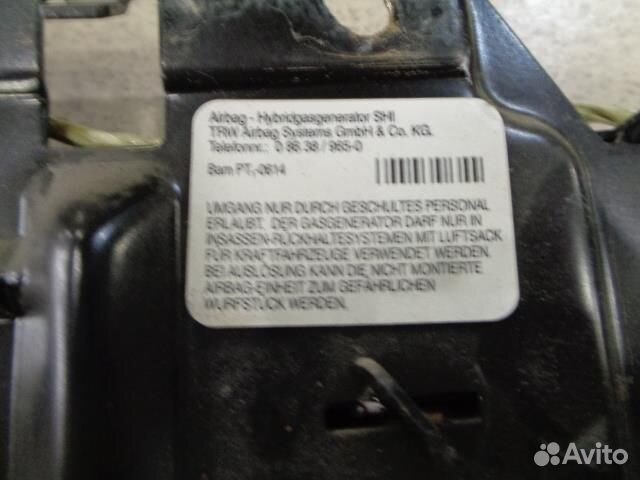 Airbag - Hybridgasgenerator SHI
TRW Airbag Systems GmbH & Co. KG.
Telefonnr.: 0 86 38 / 965-0
Bam PT1-0614
UMGANG NUR DURCH GESCHULTES PERSONAL
ERLAUBT. DER GASGENERATOR DARF NUR IN
INSASSEN-RÜCKHALTESYSTEMEN MIT LUFTSACK
FÜR KRAFTFAHRZEUGE VERWENDET WERDEN.
BEI AUSLÖSUNG KANN DIE NICHT MONTIERTE
AIRBAG-EINHEIT ZUM GEFÄHRLICHEN
WURFSTÜCK WERDEN.
Avito